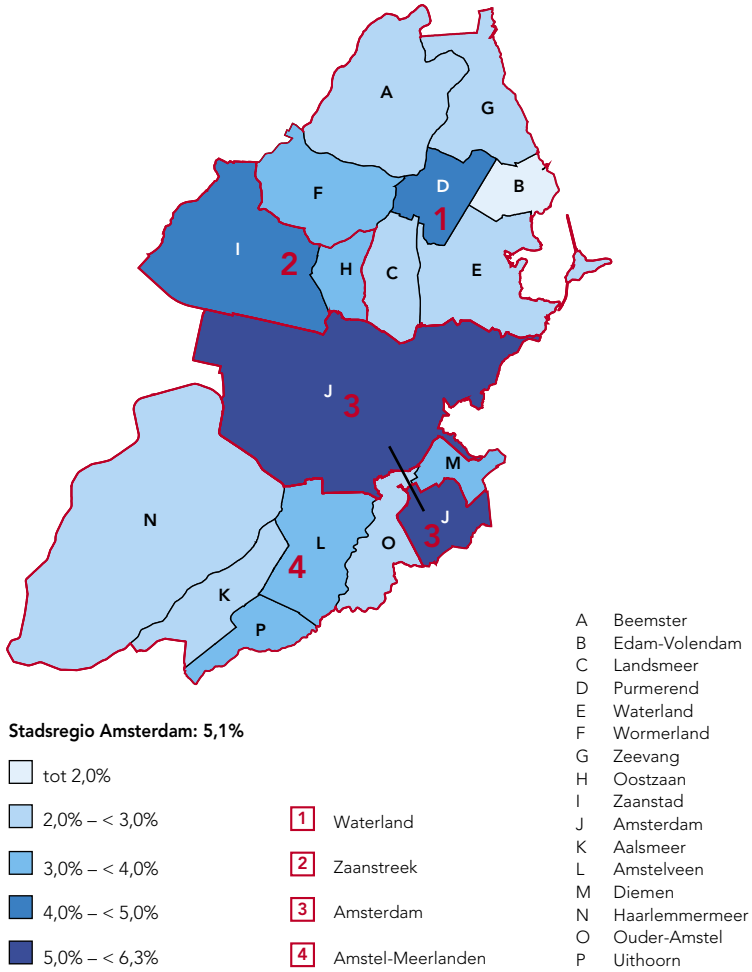 A
G
F
D
B
1
I
2
H
C
E
J
3
M
N
J
L
O
3
4
K
P
Stadsregio Amsterdam: 5,1%
tot 2,0%
2,0% – < 3,0%
3,0% – < 4,0%
4,0% – < 5,0%
5,0% – < 6,3%
1 Waterland
2 Zaanstreek
3 Amsterdam
4 Amstel-Meerlanden
A Beemster
B Edam-Volendam
C Landsmeer
D Purmerend
E Waterland
F Wormerland
G Zeevang
H Oostzaan
I Zaanstad
J Amsterdam
K Aalsmeer
L Amstelveen
M Diemen
N Haarlemmermeer
O Ouder-Amstel
P Uithoorn